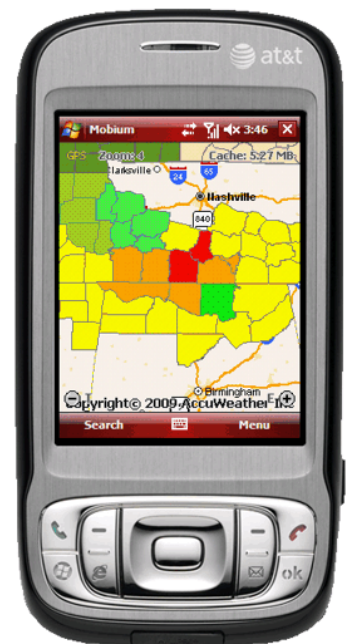 at&t
Mobium 3:46
GPS Zoom: 4 Cache: 5.27 MB
larksville
24 65
Nashville
840
Birmingham
Copyright© 2009 AccuWeather Inc
Search Menu
ok